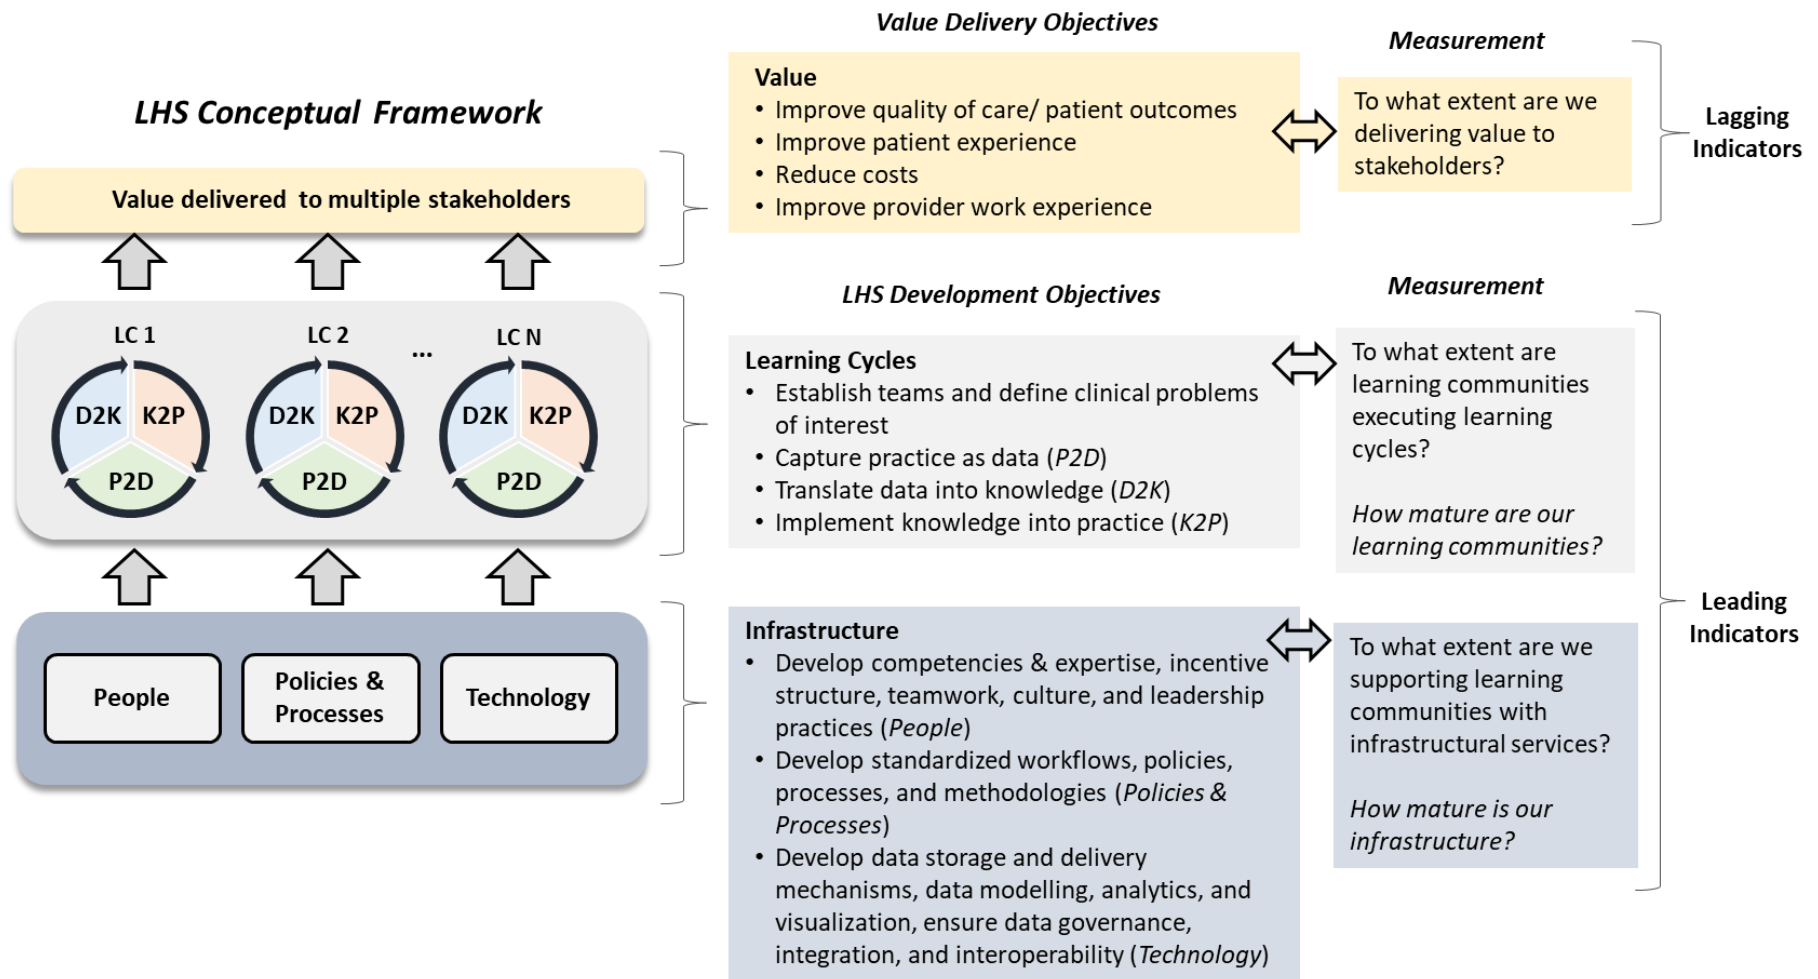 LHS Conceptual Framework
Value delivered to multiple stakeholders
LC 1
LC 2
...
LC N
D2K
K2P
P2D
D2K
K2P
P2D
D2K
K2P
P2D
People
Policies &
Processes
Technology
Value Delivery Objectives
Value
• Improve quality of care/ patient outcomes
• Improve patient experience
• Reduce costs
• Improve provider work experience
Measurement
To what extent are we
delivering value to
stakeholders?
Lagging
Indicators
LHS Development Objectives
Learning Cycles
• Establish teams and define clinical problems
of interest
• Capture practice as data (P2D)
• Translate data into knowledge (D2K)
• Implement knowledge into practice (K2P)
Measurement
To what extent are
learning communities
executing learning
cycles?
How mature are our
learning communities?
Infrastructure
• Develop competencies & expertise, incentive
structure, teamwork, culture, and leadership
practices (People)
• Develop standardized workflows, policies,
processes, and methodologies (Policies &
Processes)
• Develop data storage and delivery
mechanisms, data modelling, analytics, and
visualization, ensure data governance,
integration, and interoperability (Technology)
To what extent are we
supporting learning
communities with
infrastructural services?
How mature is our
infrastructure?
Leading
Indicators